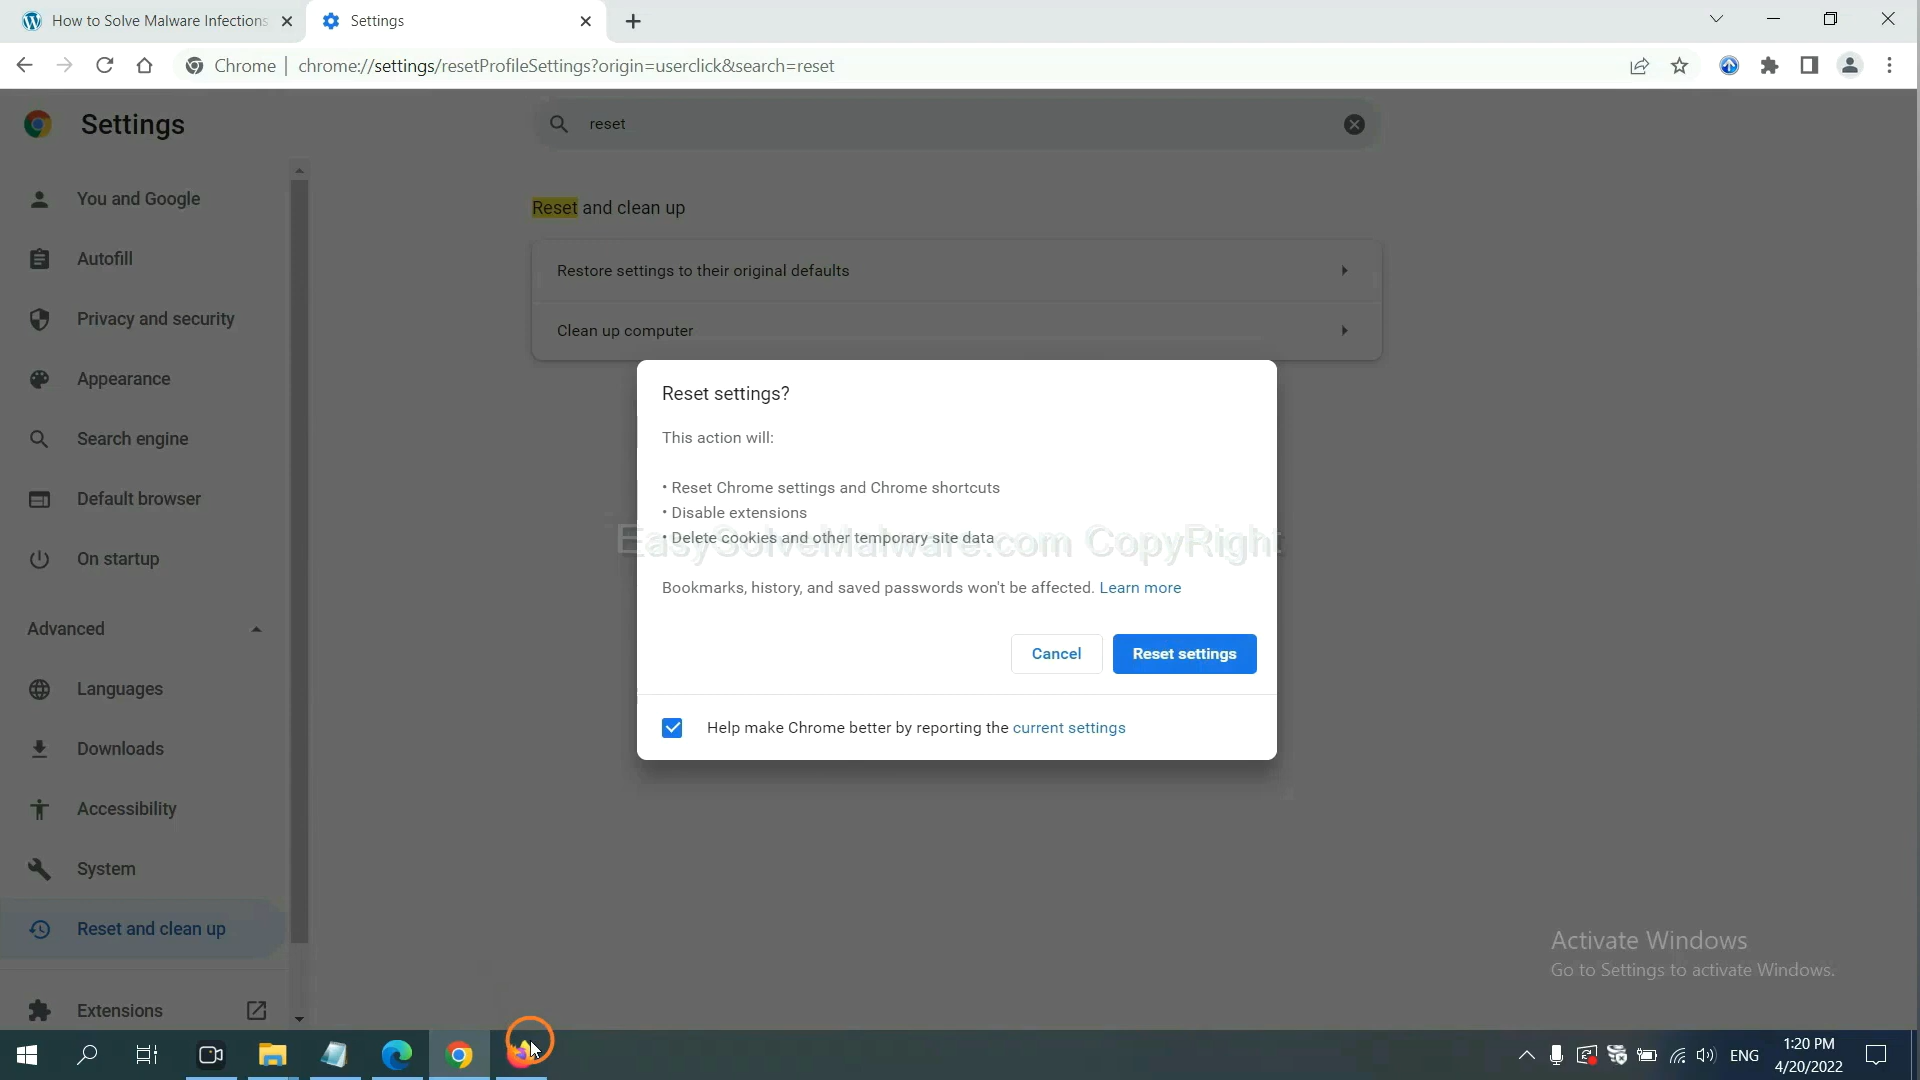 How to Solve Malware Infections
Settings
Chrome | chrome://settings/resetProfileSettings?origin=userclick&search=reset
Settings
reset
You and Google
Autofill
Privacy and security
Appearance
Search engine
Default browser
On startup
Advanced
Languages
Downloads
Accessibility
System
Reset and clean up
Extensions
Reset and clean up
Restore settings to their original defaults
Clean up computer
Reset settings?
This action will:
• Reset Chrome settings and Chrome shortcuts
• Disable extensions
• Delete cookies and other temporary site data
EasySolveMalware.com CopyRight
Bookmarks, history, and saved passwords won't be affected. Learn more
Cancel
Reset settings
Help make Chrome better by reporting the current settings
Activate Windows
Go to Settings to activate Windows.
ENG
1:20 PM
4/20/2022